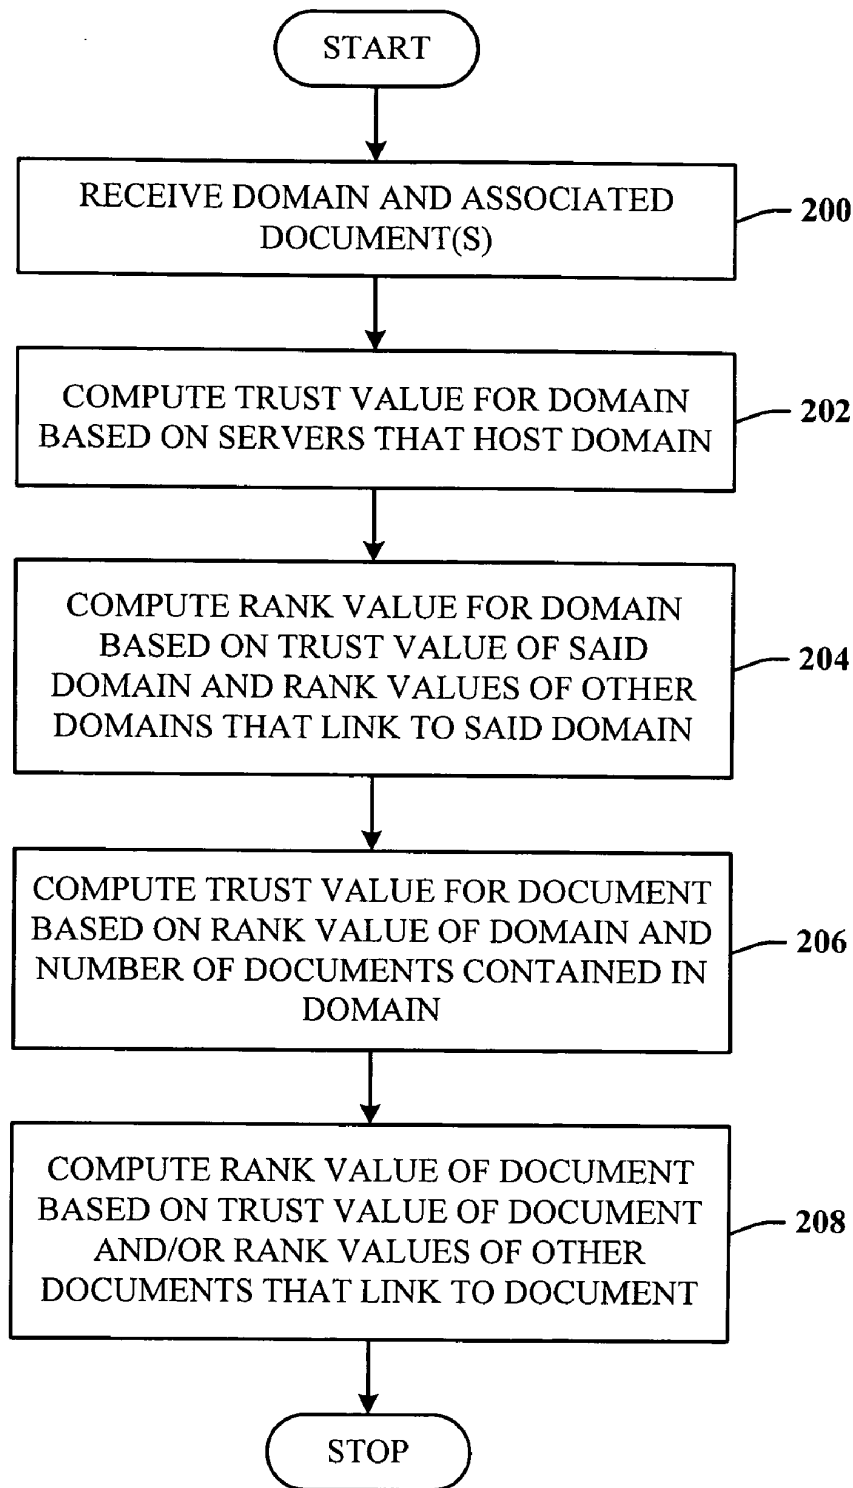 START
RECEIVE DOMAIN AND ASSOCIATED
DOCUMENT(S)
200
COMPUTE TRUST VALUE FOR DOMAIN
BASED ON SERVERS THAT HOST DOMAIN
202
COMPUTE RANK VALUE FOR DOMAIN
BASED ON TRUST VALUE OF SAID
DOMAIN AND RANK VALUES OF OTHER
DOMAINS THAT LINK TO SAID DOMAIN
204
COMPUTE TRUST VALUE FOR DOCUMENT
BASED ON RANK VALUE OF DOMAIN AND
NUMBER OF DOCUMENTS CONTAINED IN
DOMAIN
206
COMPUTE RANK VALUE OF DOCUMENT
BASED ON TRUST VALUE OF DOCUMENT
AND/OR RANK VALUES OF OTHER
DOCUMENTS THAT LINK TO DOCUMENT
208
STOP